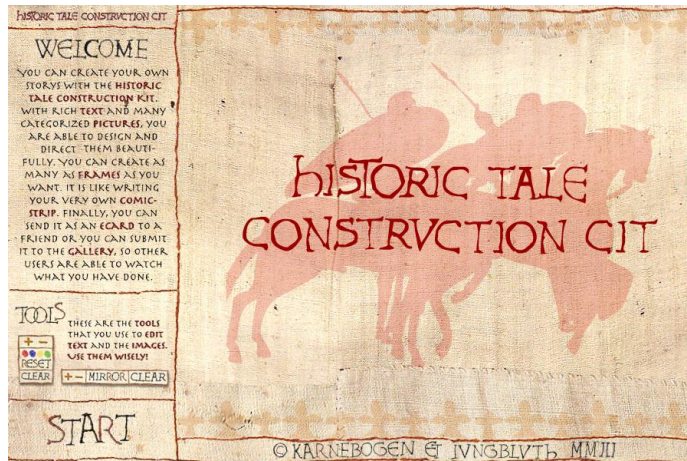 HISTORIC TALE CONSTRVCTION CIT
WELCOME
YOU CAN CREATE YOUR OWN
STORYS WITH THE HISTORIC
TALE CONSTRUCTION KIT.
WITH RICH TEXT AND MANY
CATEGORIZED PICTURES, YOU
ARE ABLE TO DESIGN AND
DIRECT THEM BEAUTI-
FULLY. YOU CAN CREATE AS
MANY AS FRAMES AS YOU
WANT. IT IS LIKE WRITING
YOUR VERY OWN COMIC-
STRIP. FINALLY, YOU CAN
SEND IT AS AN ECARD TO A
FRIEND OR YOU CAN SUBMIT
IT TO THE GALLERY, SO OTHER
USERS ARE ABLE TO WATCH
WHAT YOU HAVE DONE.
TOOLS
THESE ARE THE TOOLS
THAT YOU USE TO EDIT
TEXT AND THE IMAGES.
USE THEM WISELY!
+ -
RESET
CLEAR
+ - MIRROR CLEAR
START
HISTORIC TALE
CONSTRVCTION CIT
© KARNEBOGEN ET IVNGBLVTH MMIII